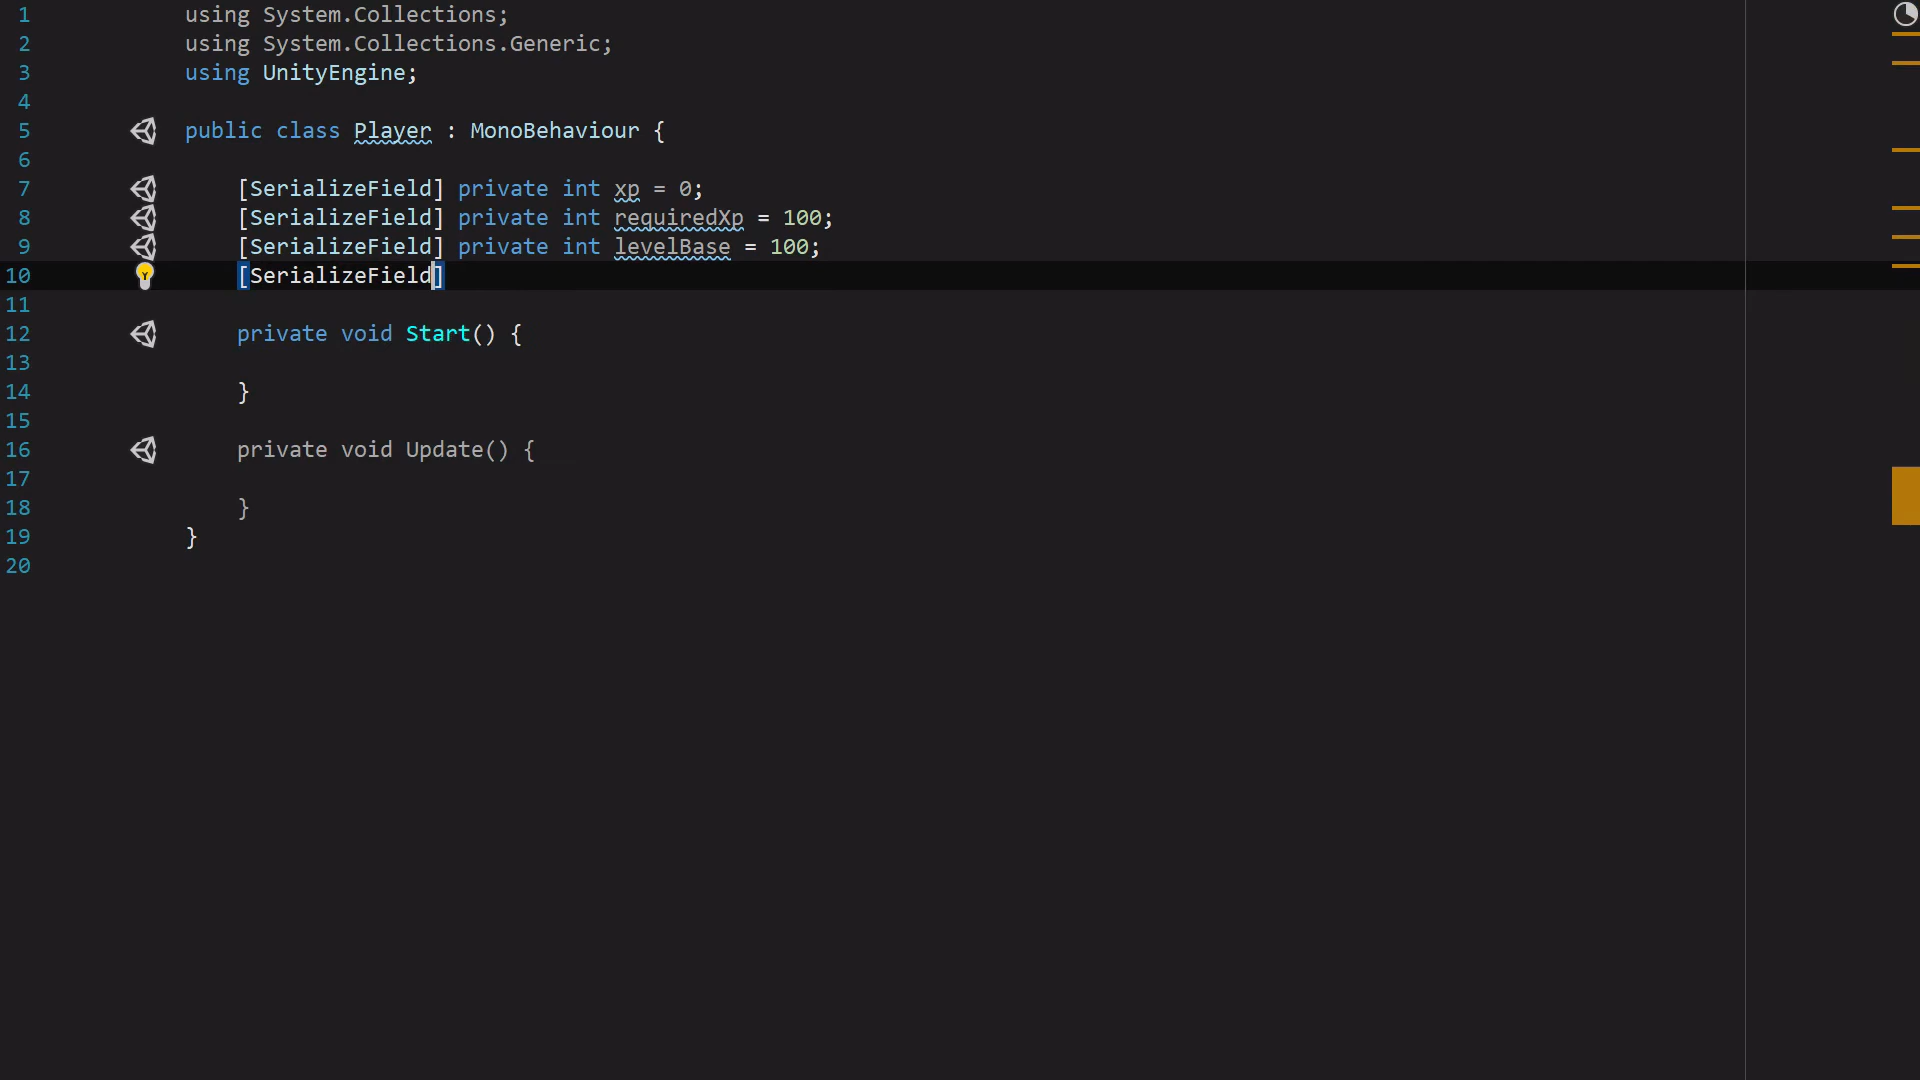 1 using System.Collections;
2 using System.Collections.Generic;
3 using UnityEngine;
4
5 public class Player : MonoBehaviour {
6
7 [SerializeField] private int xp = 0;
8 [SerializeField] private int requiredXp = 100;
9 [SerializeField] private int levelBase = 100;
10 [SerializeField]
11
12 private void Start() {
13
14 }
15
16 private void Update() {
17
18 }
19 }
20